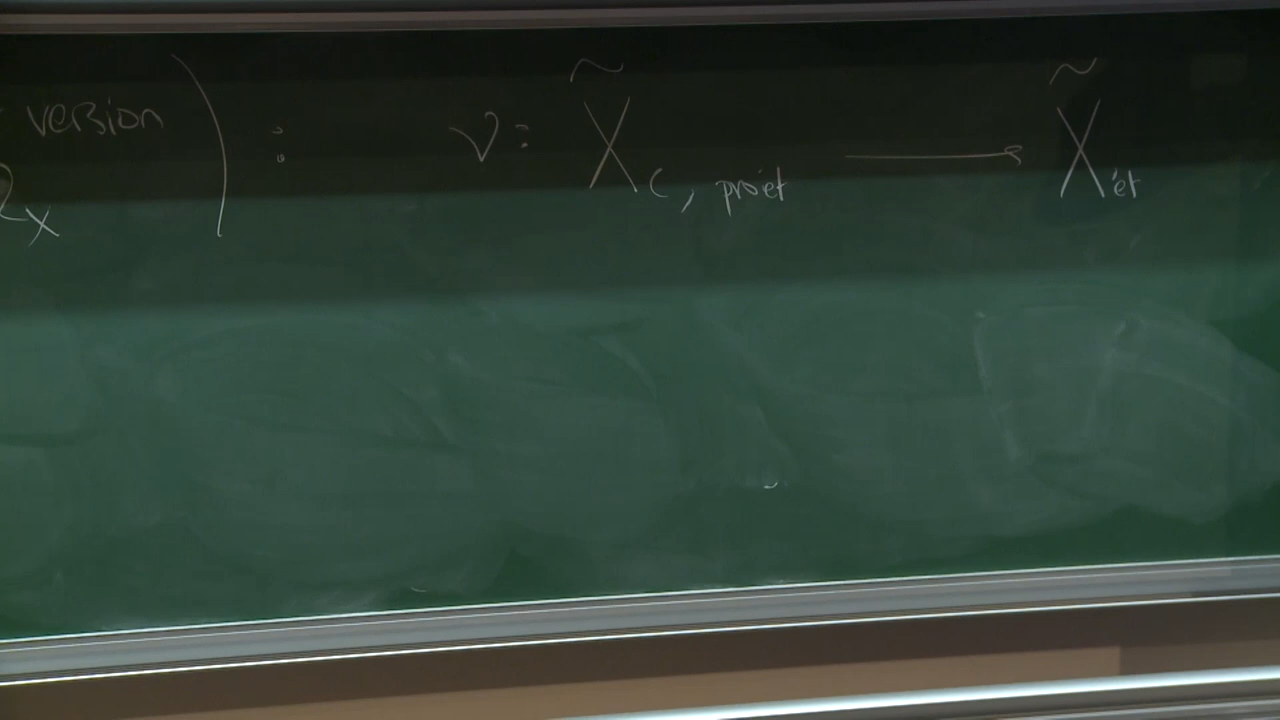 version ) : ν: X̃_{C, proét} ⟶ X̃_{ét}
X